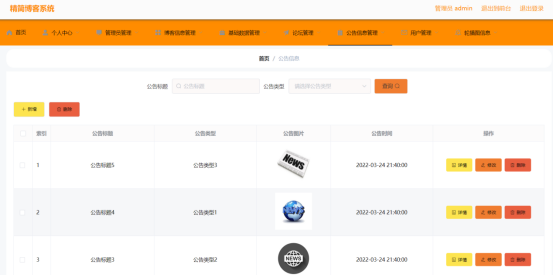 精简博客系统
管理员 admin 退出到前台 退出登录
首页 个人中心 管理员管理 博客信息管理 基础数据管理 论坛管理 公告信息管理 用户管理 轮播图信息
首页 / 公告信息
公告标题 公告标题 公告类型 请选择公告类型 查询
+ 新增 删除
索引 公告标题 公告类型 公告图片 公告时间 操作
1 公告标题5 公告类型3 News 2022-03-24 21:40:00 详情 修改 删除
2 公告标题4 公告类型1 2022-03-24 21:40:00 详情 修改 删除
3 公告标题3 公告类型2 NEWS 2022-03-24 21:40:00 详情 修改 删除